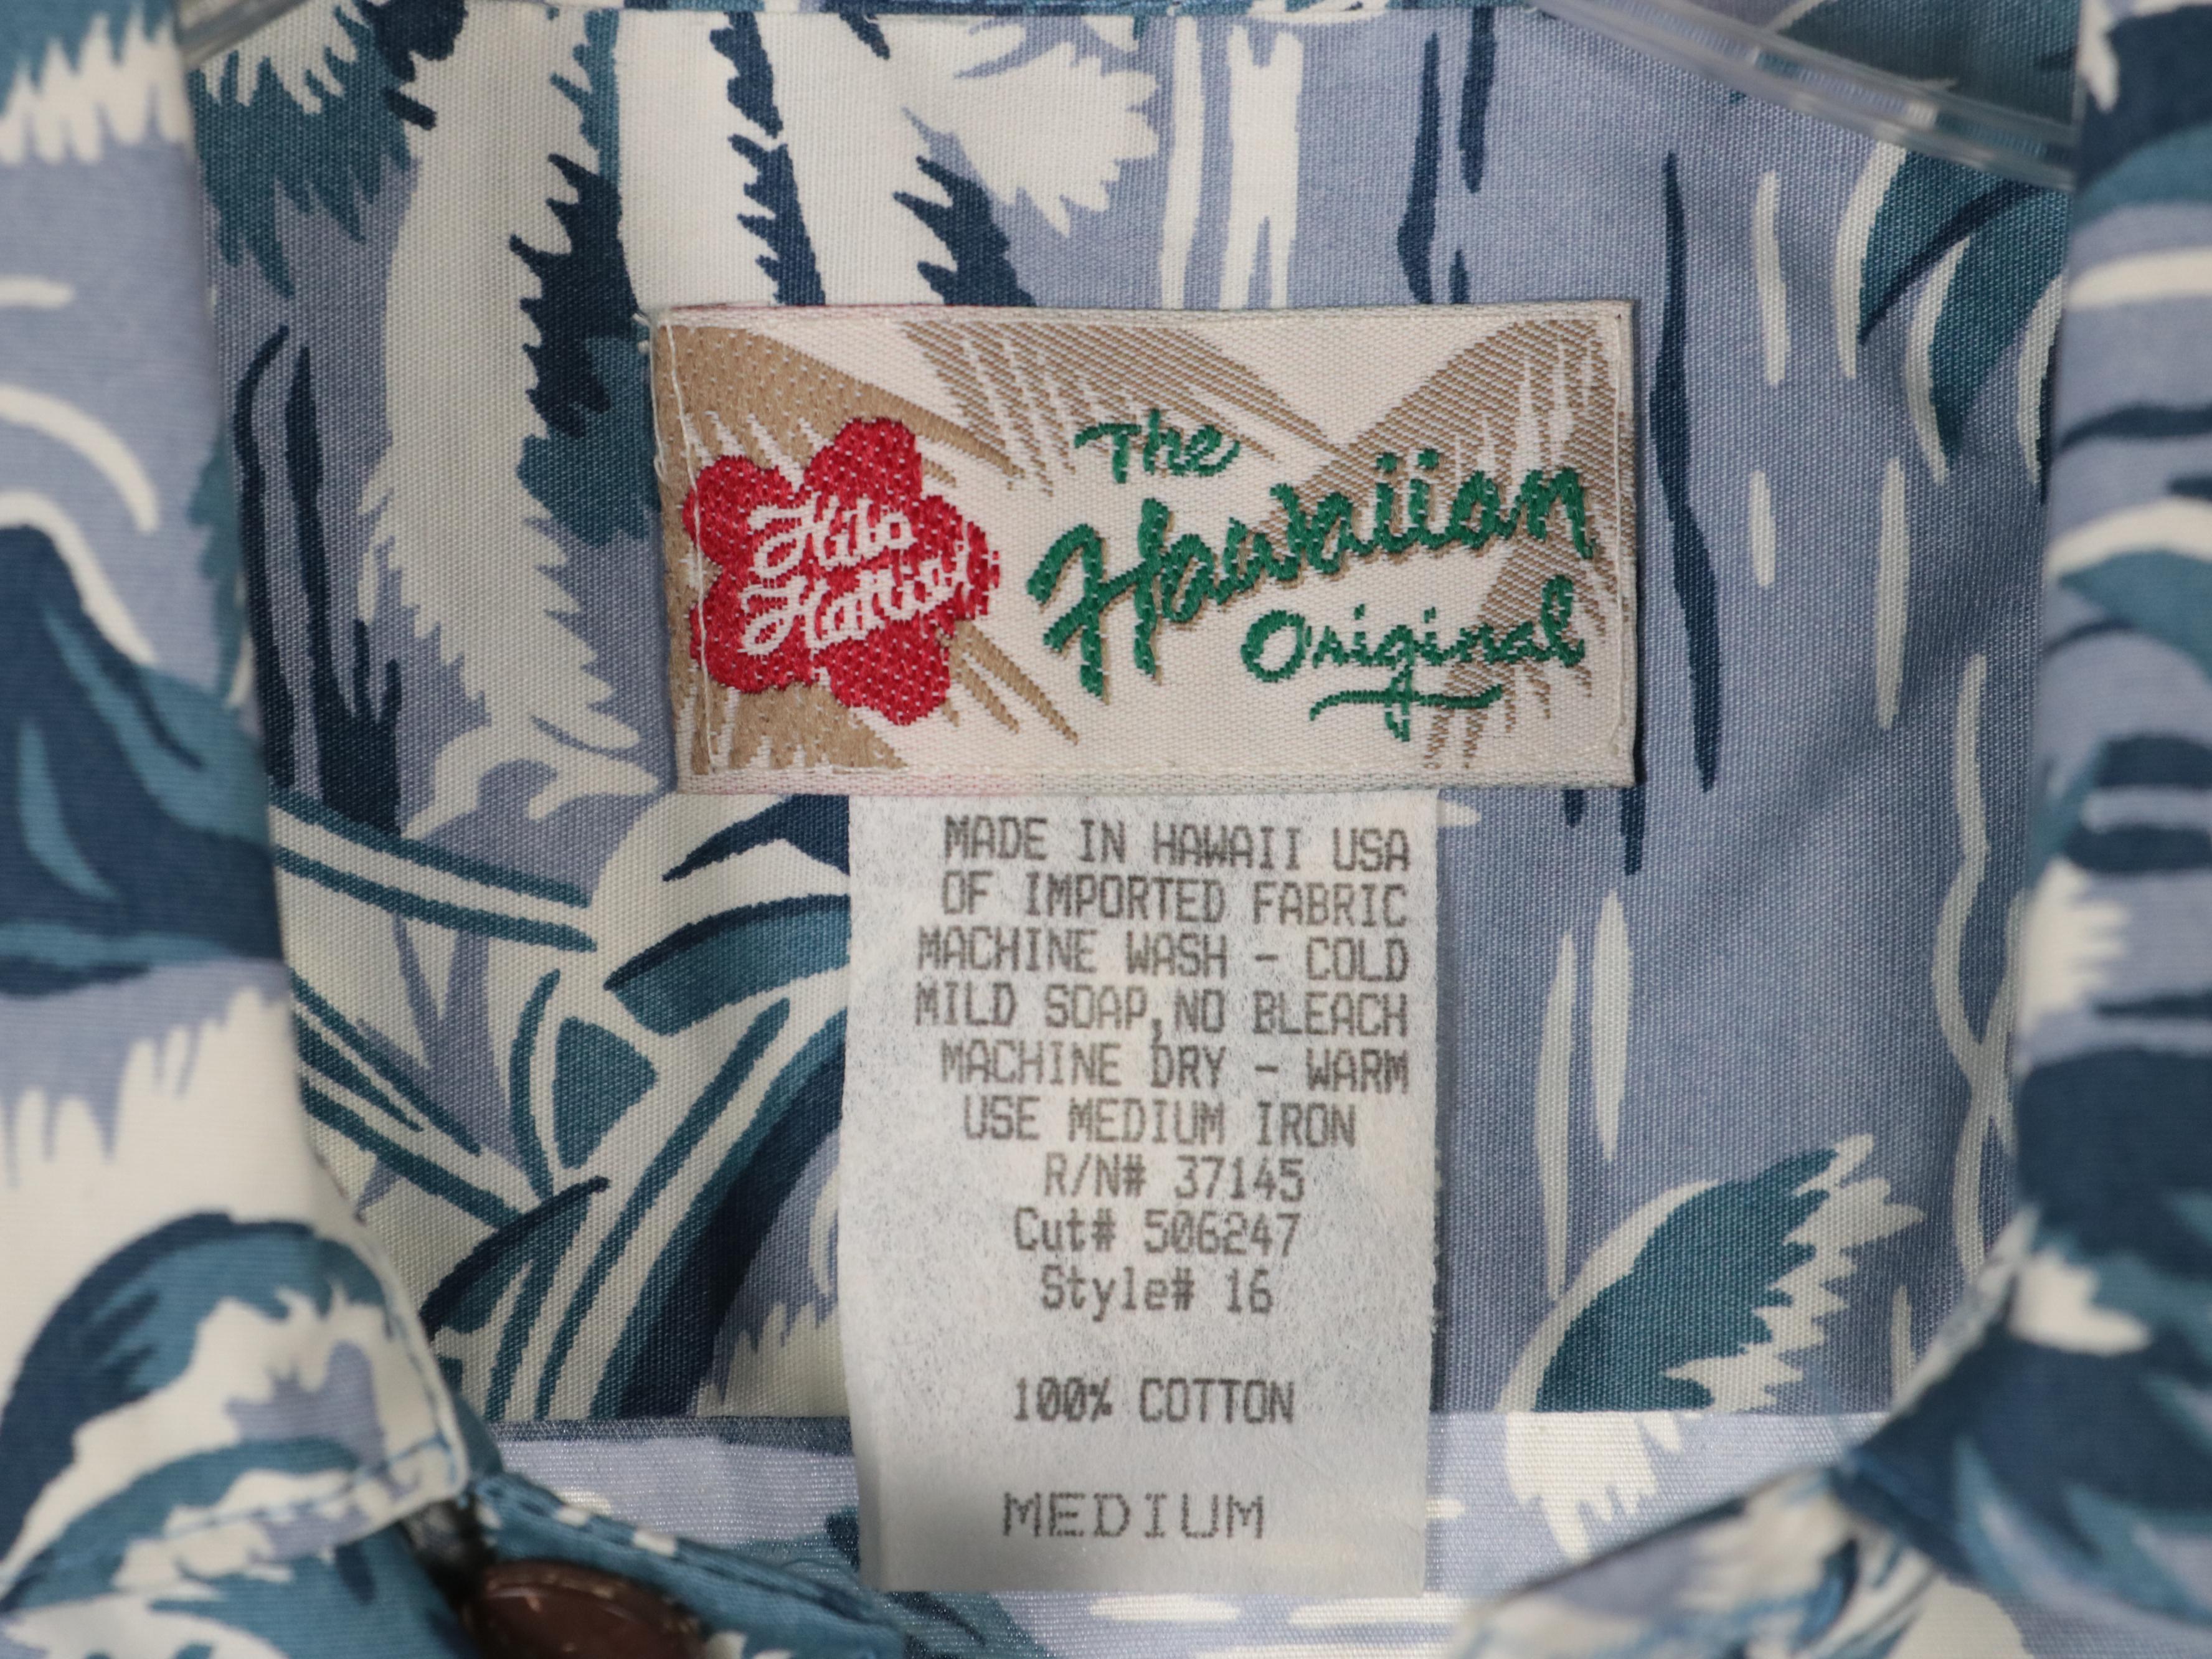 Hilo
Hattie
The
Hawaiian
Original
MADE IN HAWAII USA
OF IMPORTED FABRIC
MACHINE WASH - COLD
MILD SOAP,NO BLEACH
MACHINE DRY - WARM
USE MEDIUM IRON
R/N# 37145
Cut# 506247
Style# 16
100% COTTON
MEDIUM